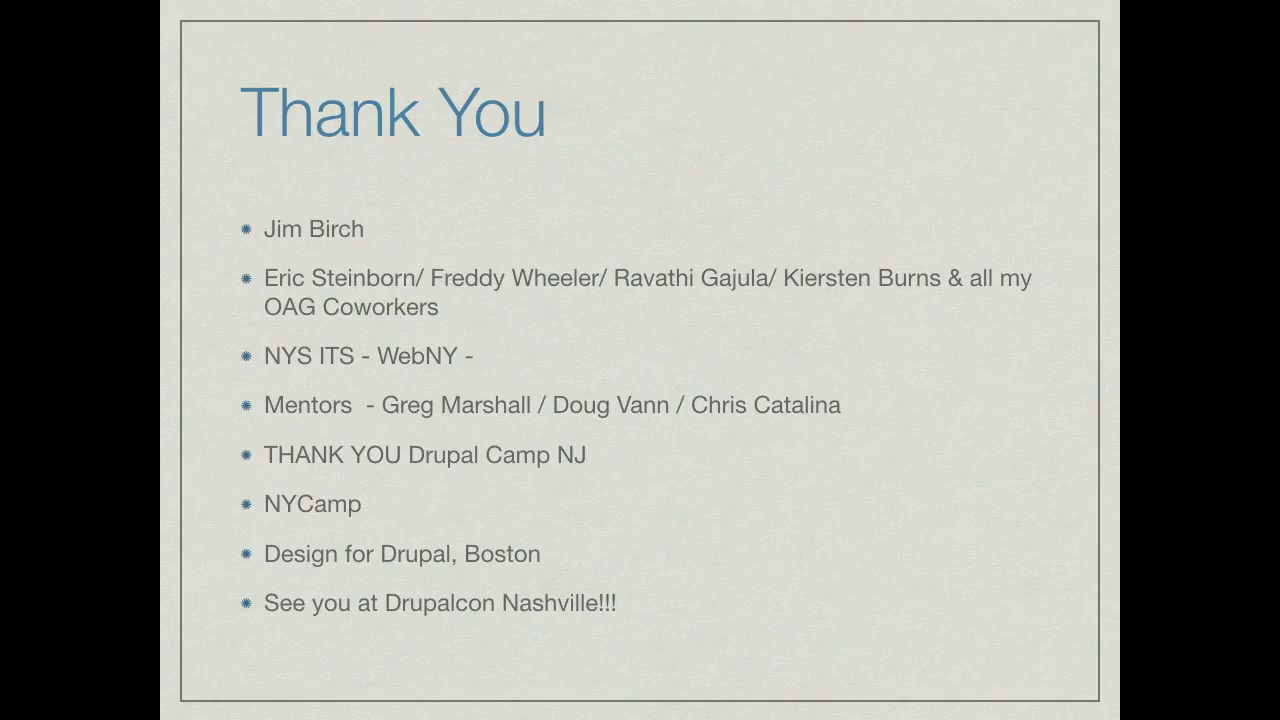 Thank You
Jim Birch
Eric Steinborn/ Freddy Wheeler/ Ravathi Gajula/ Kiersten Burns & all my
OAG Coworkers
NYS ITS - WebNY -
Mentors  - Greg Marshall / Doug Vann / Chris Catalina
THANK YOU Drupal Camp NJ
NYCamp
Design for Drupal, Boston
See you at Drupalcon Nashville!!!